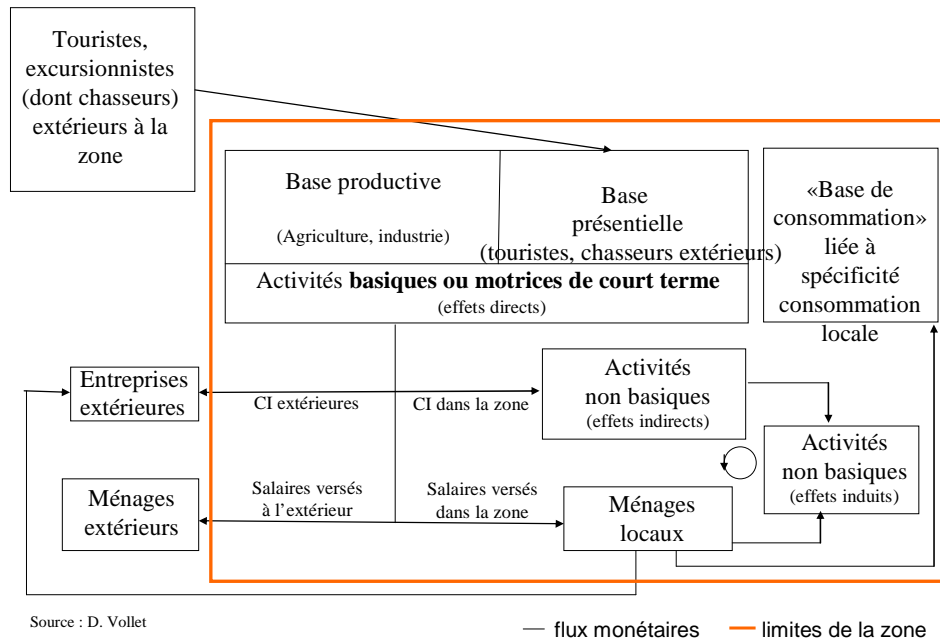 Touristes,
excursionnistes
(dont chasseurs)
extérieurs à la
zone
Base productive
(Agriculture, industrie)
Base
présentielle
(touristes, chasseurs extérieurs)
«Base de
consommation»
liée à
spécificité
consommation
locale
Activités basiques ou motrices de court terme
(effets directs)
Entreprises
extérieures
CI extérieures
CI dans la zone
Activités
non basiques
(effets indirects)
Activités
non basiques
(effets induits)
Ménages
extérieurs
Salaires versés
à l’extérieur
Salaires versés
dans la zone
Ménages
locaux
Source : D. Vollet
flux monétaires
limites de la zone